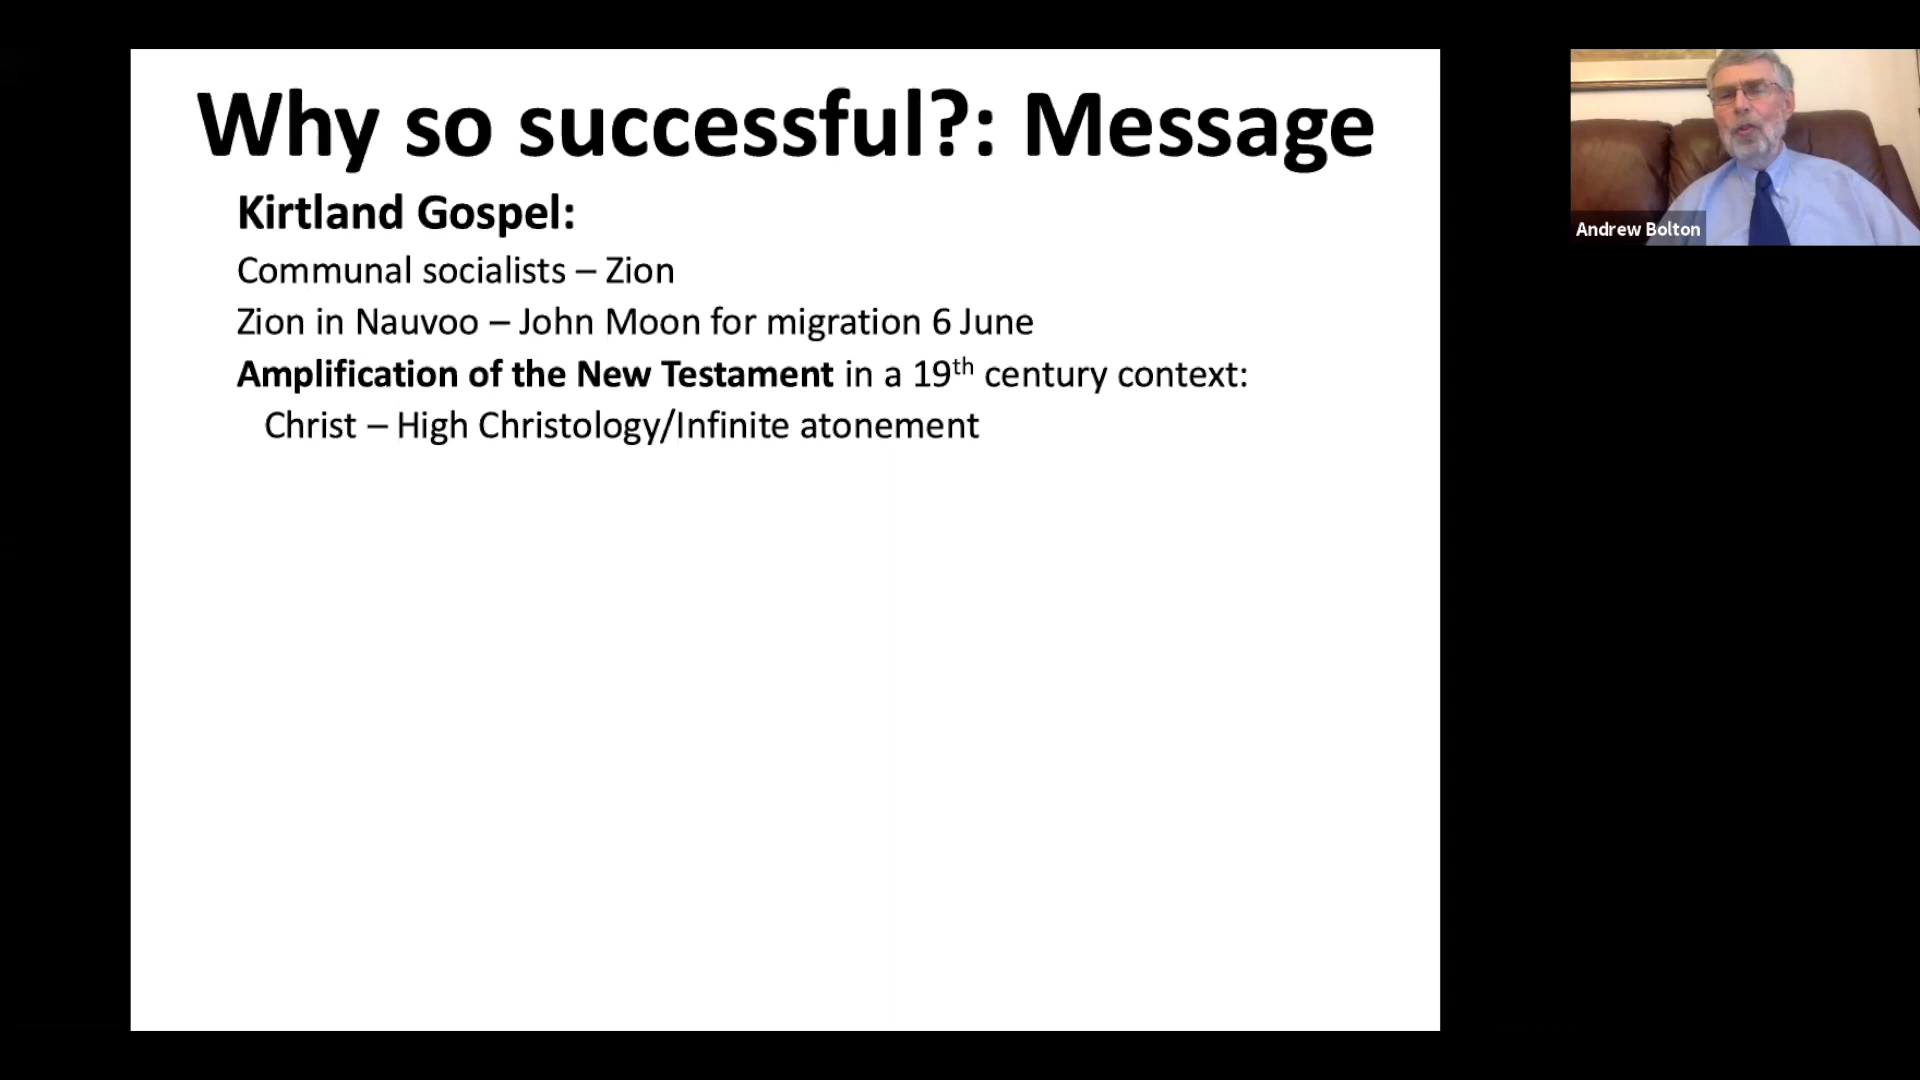 Why so successful?: Message
Kirtland Gospel:
Communal socialists – Zion
Zion in Nauvoo – John Moon for migration 6 June
Amplification of the New Testament in a 19th century context:
Christ – High Christology/Infinite atonement
Andrew Bolton